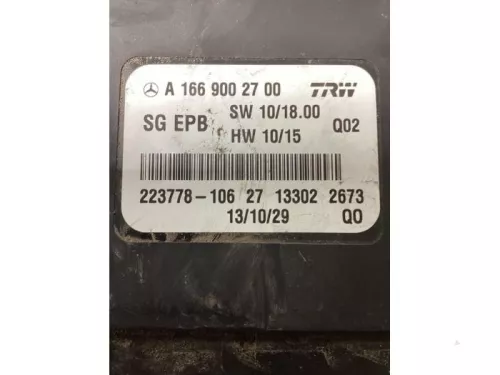 A 166 900 27 00 TRW
SG EPB SW 10/18.00 Q02
HW 10/15
223778-106 27 13302 2673
13/10/29 QO